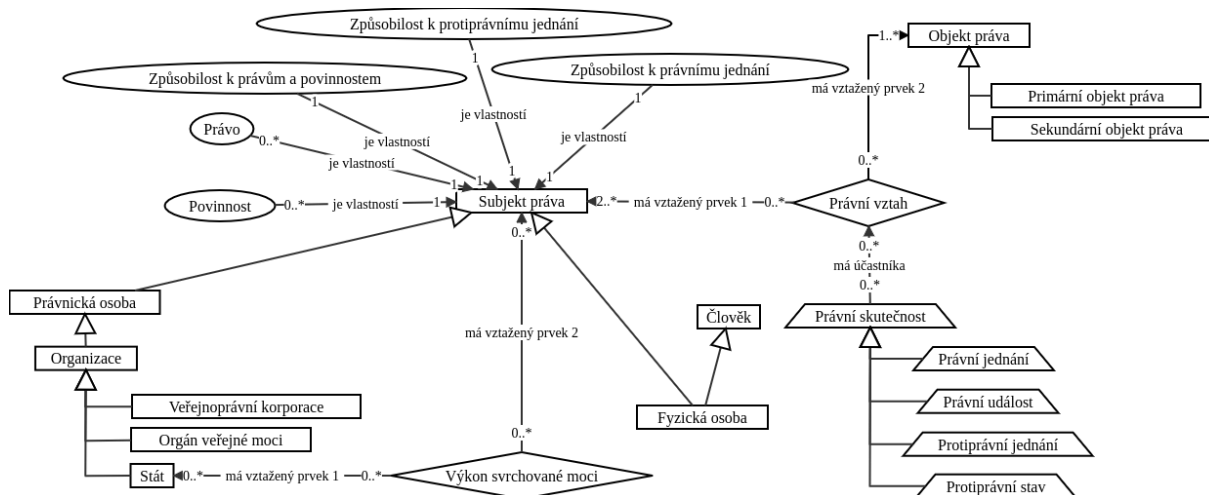 Způsobilost k protiprávnímu jednání
Objekt práva
1..*
1
Způsobilost k právům a povinnostem
Způsobilost k právnímu jednání
1
1
má vztažený prvek 2
Primární objekt práva
je vlastností
Právo
0..*
je vlastností
je vlastností
Sekundární objekt práva
je vlastností
0..*
1
1
1
1
Povinnost
0..*
je vlastností
1
Subjekt práva
2..*
má vztažený prvek 1
0..*
Právní vztah
0..*
0..*
má účastníka
0..*
Právnická osoba
Člověk
Právní skutečnost
má vztažený prvek 2
Organizace
Právní jednání
Veřejnoprávní korporace
Právní událost
Fyzická osoba
Orgán veřejné moci
0..*
Protiprávní jednání
Stát
0..*
má vztažený prvek 1
0..*
Výkon svrchované moci
Protiprávní stav